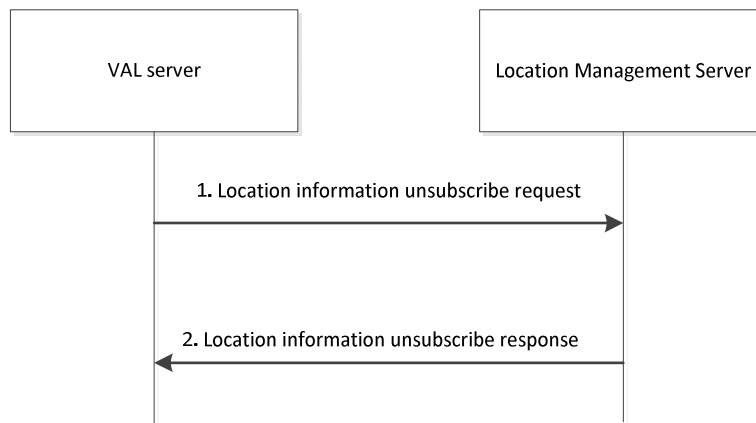 VAL server
Location Management Server
1. Location information unsubscribe request
2. Location information unsubscribe response